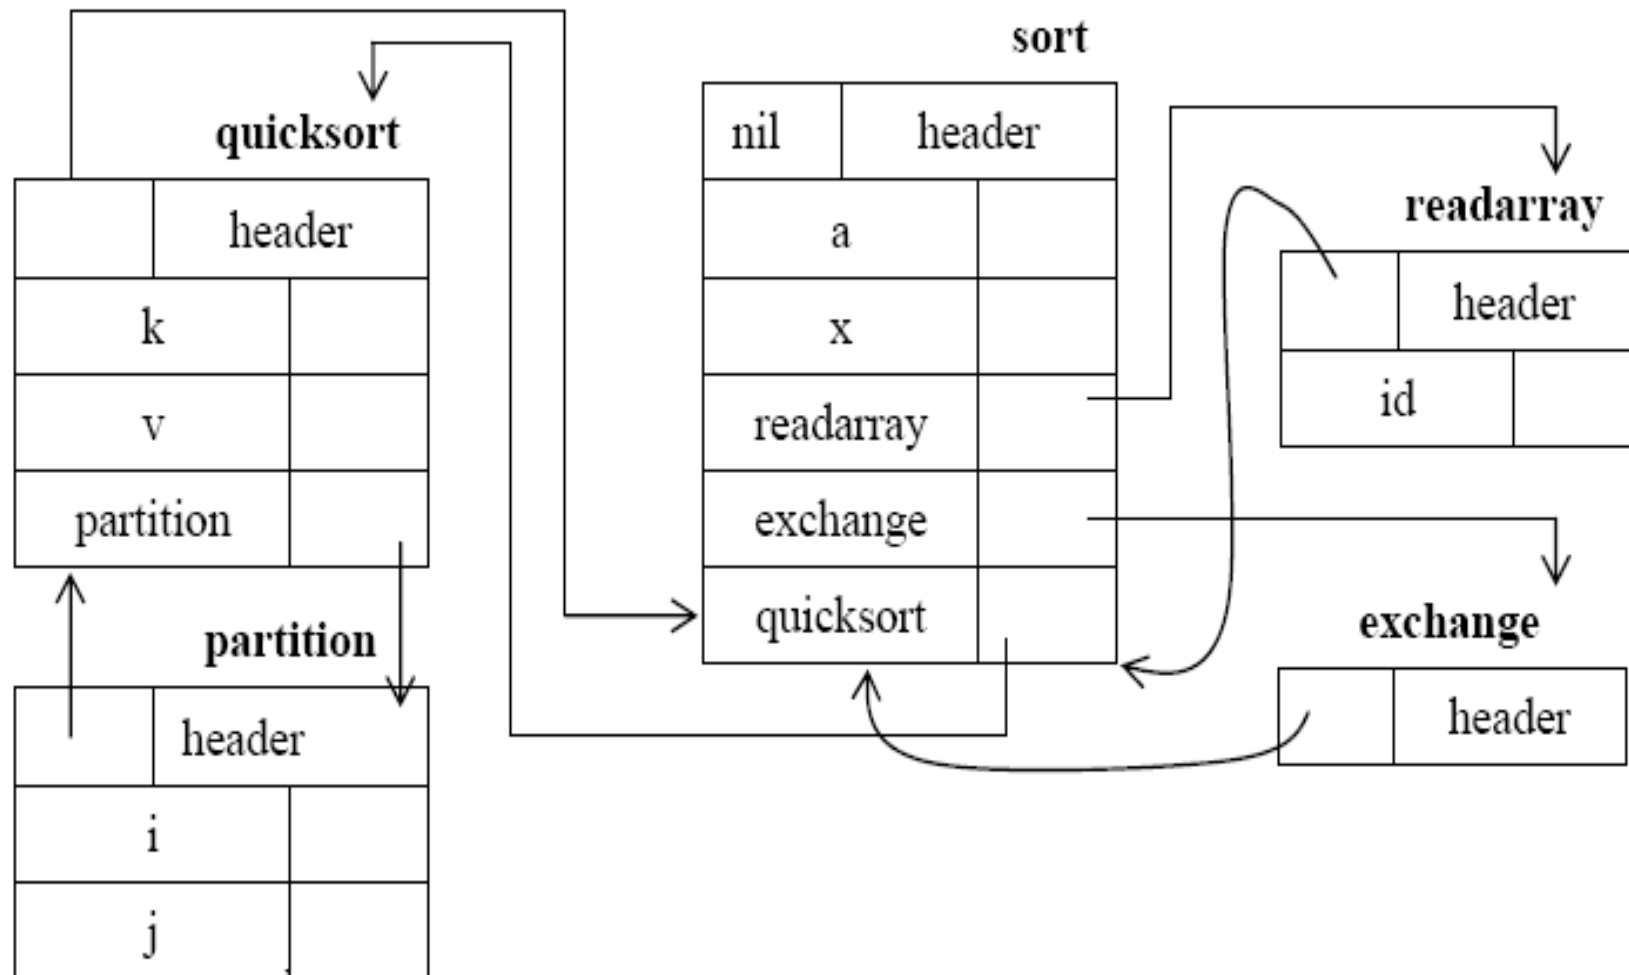 sort
nil header
a
x
readarray
exchange
quicksort
quicksort
header
k
v
partition
partition
header
i
j
readarray
header
id
exchange
header